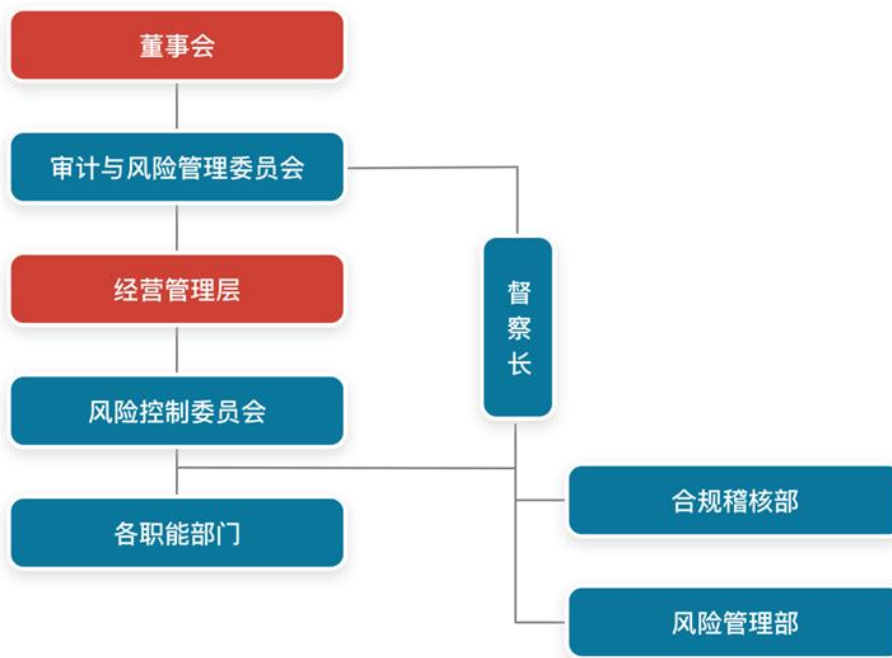 董事会
审计与风险管理委员会
经营管理层
督察长
风险控制委员会
合规稽核部
各职能部门
风险管理部